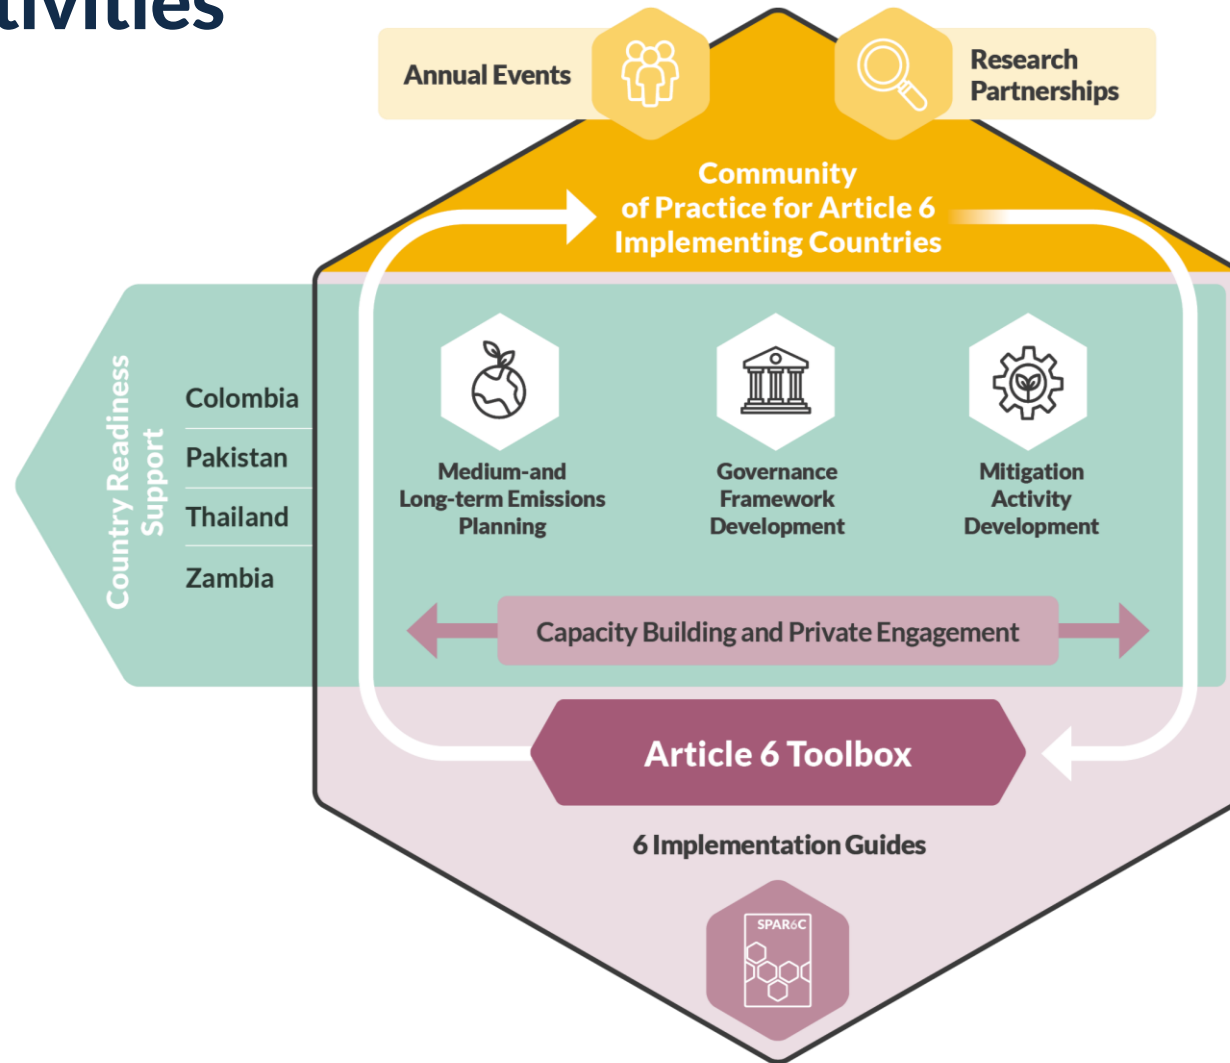 tivities
Annual Events
Research
Partnerships
Community
of Practice for Article 6
Implementing Countries
Country Readiness
Support
Colombia
Pakistan
Thailand
Zambia
Medium-and
Long-term Emissions
Planning
Governance
Framework
Development
Mitigation
Activity
Development
Capacity Building and Private Engagement
Article 6 Toolbox
6 Implementation Guides
SPAR6C